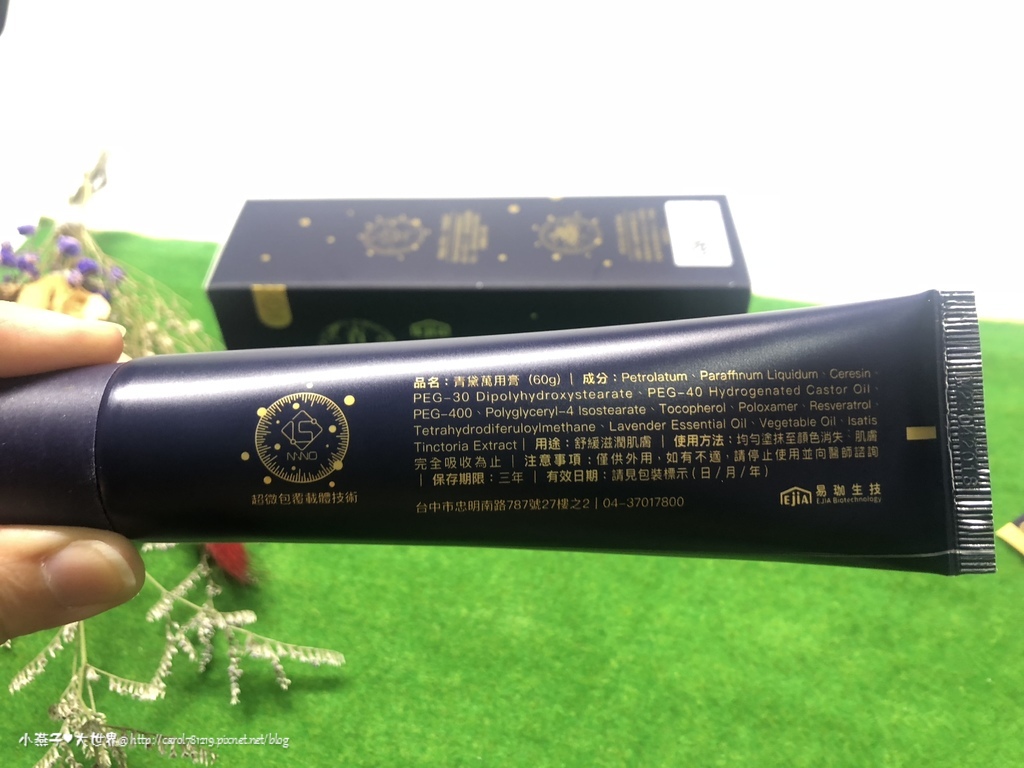 品名：青黛萬用膏（60g）｜成分：Petrolatum、Paraffinum Liquidum、Ceresin、
PEG-30 Dipolyhydroxystearate、PEG-40 Hydrogenated Castor Oil、
PEG-400、Polyglyceryl-4 Isostearate、Tocopherol、Poloxamer、Resveratrol、
Tetrahydrodiferuloylmethane、Lavender Essential Oil、Vegetable Oil、Isatis
Tinctoria Extract｜用途：舒緩滋潤肌膚｜使用方法：均勻塗抹至顏色消失、肌膚
完全吸收為止｜注意事項：僅供外用，如有不適，請停止使用並向醫師諮詢
｜保存期限：三年｜有效日期：請見包裝標示(日/月/年)
台中市忠明南路787號27樓之2｜04-37017800
超微包覆載體技術
EJIA 易珈生技
EJIA Biotechnology
小燕子♥大世界@http://carol781219.pixnet.net/blog